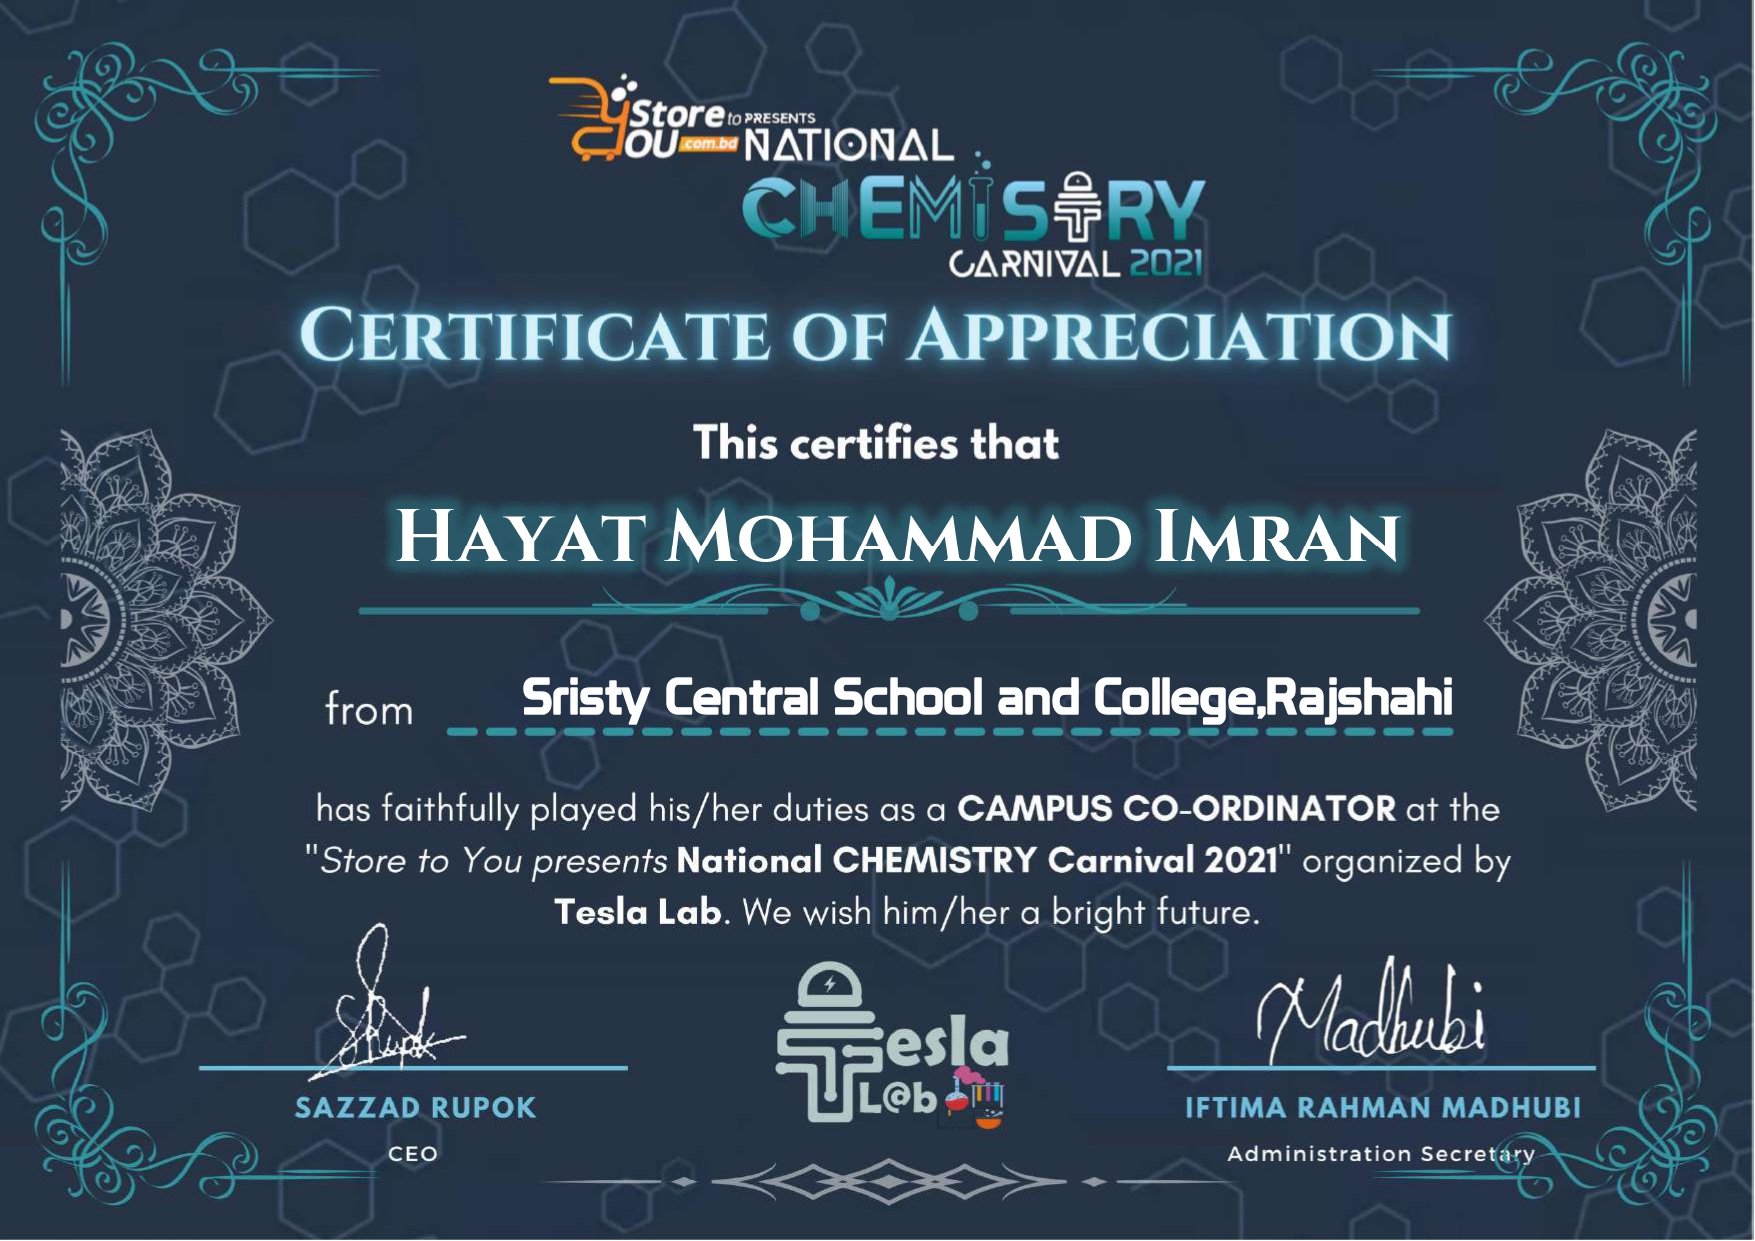 Store to PRESENTS
YOU.com.bd NATIONAL
CHEMISTRY
CARNIVAL 2021
CERTIFICATE OF APPRECIATION
This certifies that
HAYAT MOHAMMAD IMRAN
from Sristy Central School and College,Rajshahi
has faithfully played his/her duties as a CAMPUS CO-ORDINATOR at the
"Store to You presents National CHEMISTRY Carnival 2021" organized by
Tesla Lab. We wish him/her a bright future.
SRupok
Madhubi
Tesla
L@b
SAZZAD RUPOK
IFTIMA RAHMAN MADHUBI
CEO
Administration Secretary